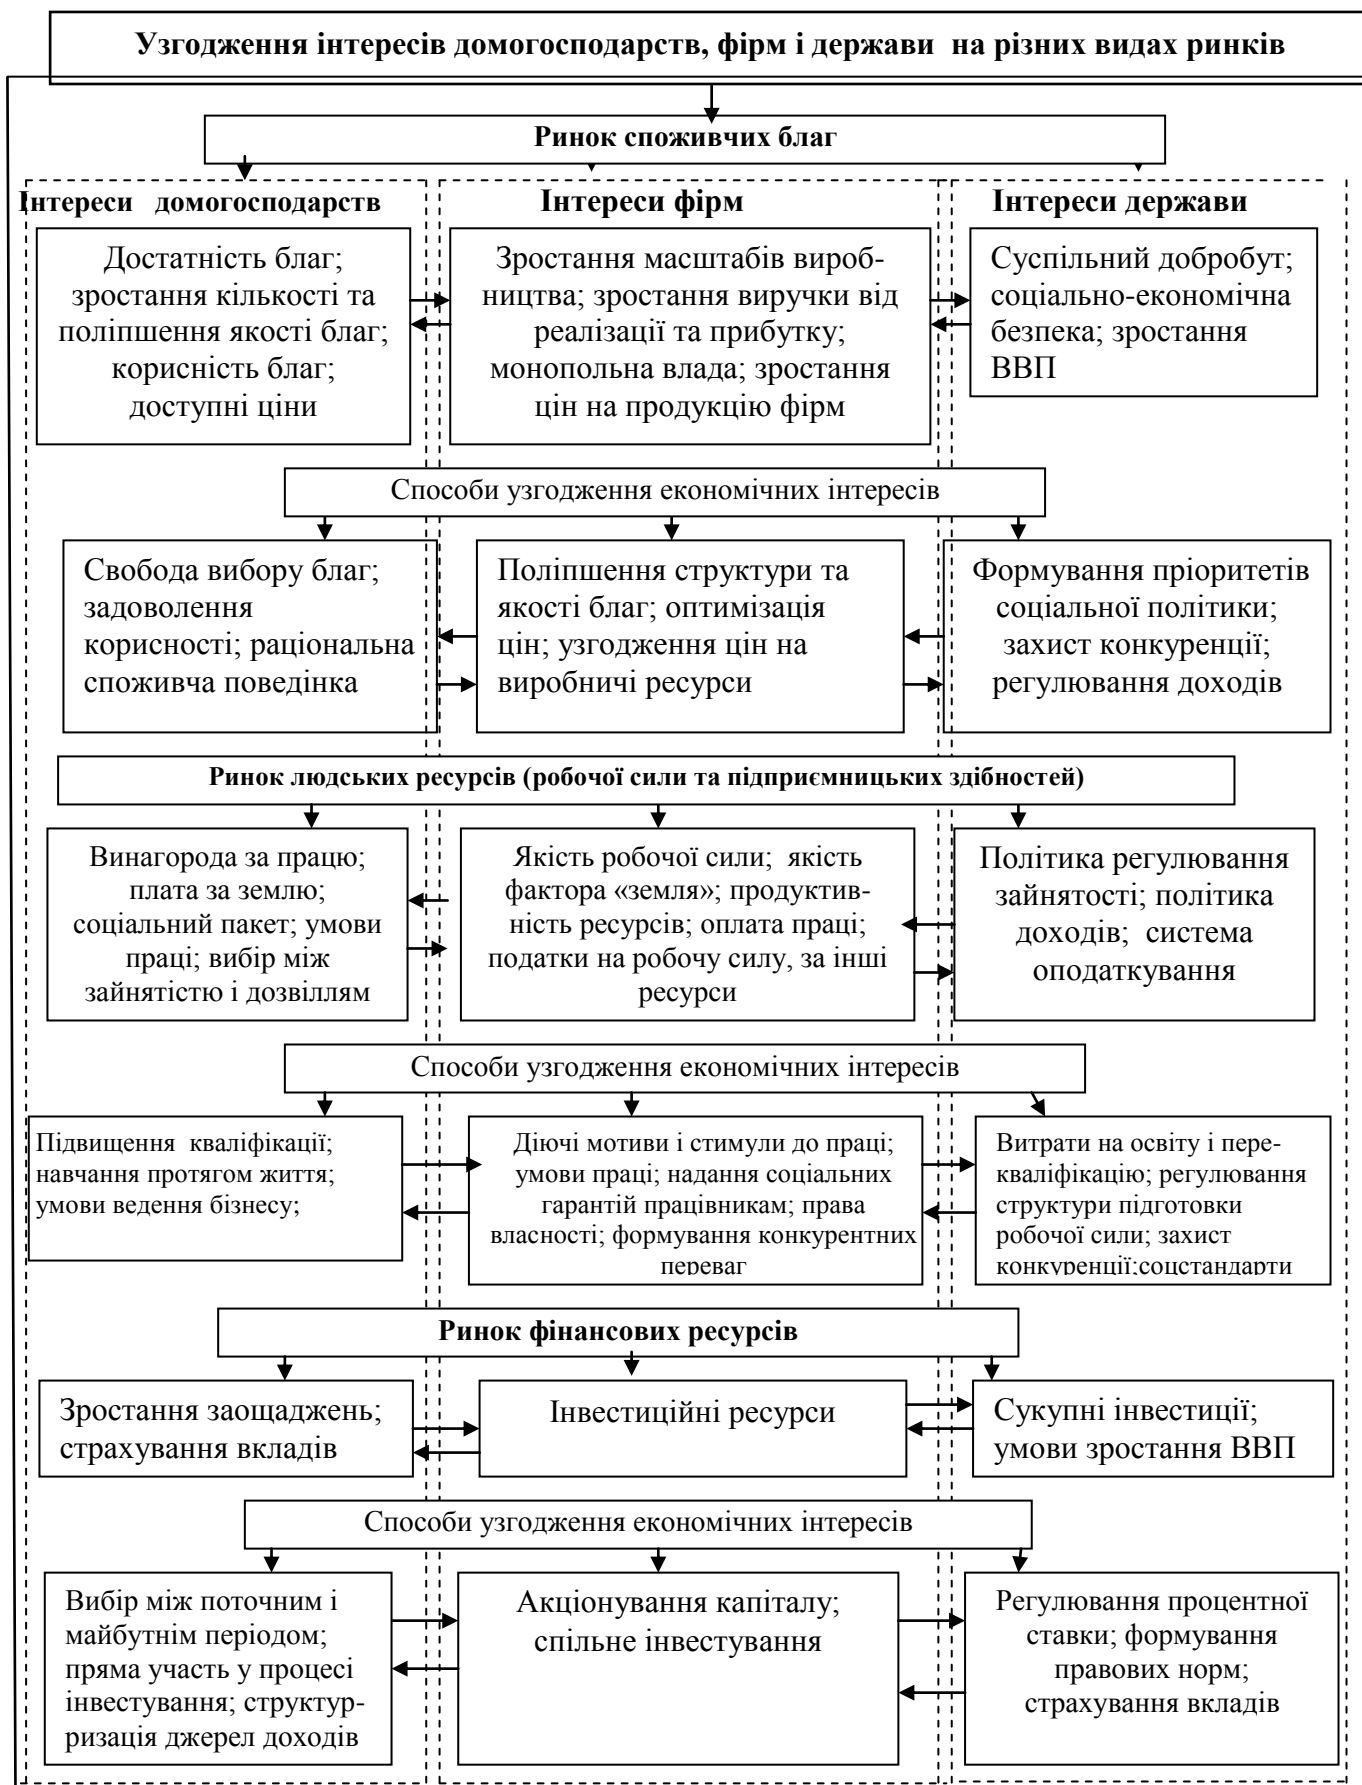 Узгодження інтересів домогосподарств, фірм і держави на різних видах ринків
Ринок споживчих благ
Інтереси домогосподарств
Інтереси фірм
Інтереси держави
Достатність благ;
зростання кількості та
поліпшення якості благ;
корисність благ;
доступні ціни
Зростання масштабів вироб-
ництва; зростання виручки від
реалізації та прибутку;
монопольна влада; зростання
цін на продукцію фірм
Суспільний добробут;
соціально-економічна
безпека; зростання
ВВП
Способи узгодження економічних інтересів
Свобода вибору благ;
задоволення
корисності; раціональна
споживча поведінка
Поліпшення структури та
якості благ; оптимізація
цін; узгодження цін на
виробничі ресурси
Формування пріоритетів
соціальної політики;
захист конкуренції;
регулювання доходів
Ринок людських ресурсів (робочої сили та підприємницьких здібностей)
Винагорода за працю;
плата за землю;
соціальний пакет; умови
праці; вибір між
зайнятістю і дозвіллям
Якість робочої сили; якість
фактора «земля»; продуктив-
ність ресурсів; оплата праці;
податки на робочу силу, за інші
ресурси
Політика регулювання
зайнятості; політика
доходів; система
оподаткування
Способи узгодження економічних інтересів
Підвищення кваліфікації;
навчання протягом життя;
умови ведення бізнесу;
Діючі мотиви і стимули до праці;
умови праці; надання соціальних
гарантій працівникам; права
власності; формування конкурентних
переваг
Витрати на освіту і пере-
кваліфікацію; регулювання
структури підготовки
робочої сили; захист
конкуренції;соцстандарти
Ринок фінансових ресурсів
Зростання заощаджень;
страхування вкладів
Інвестиційні ресурси
Сукупні інвестиції;
умови зростання ВВП
Способи узгодження економічних інтересів
Вибір між поточним і
майбутнім періодом;
пряма участь у процесі
інвестування; структур-
ризація джерел доходів
Акціонування капіталу;
спільне інвестування
Регулювання процентної
ставки; формування
правових норм;
страхування вкладів